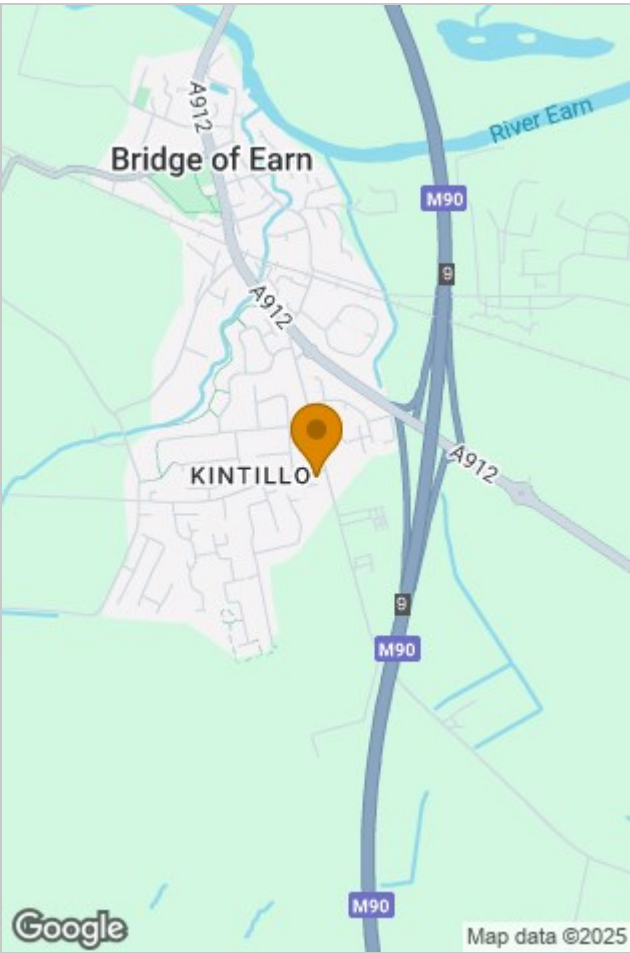 A912
River Earn
Bridge of Earn
M90
9
A912
A912
KINTILLO
9
M90
M90
Google
Map data ©2025